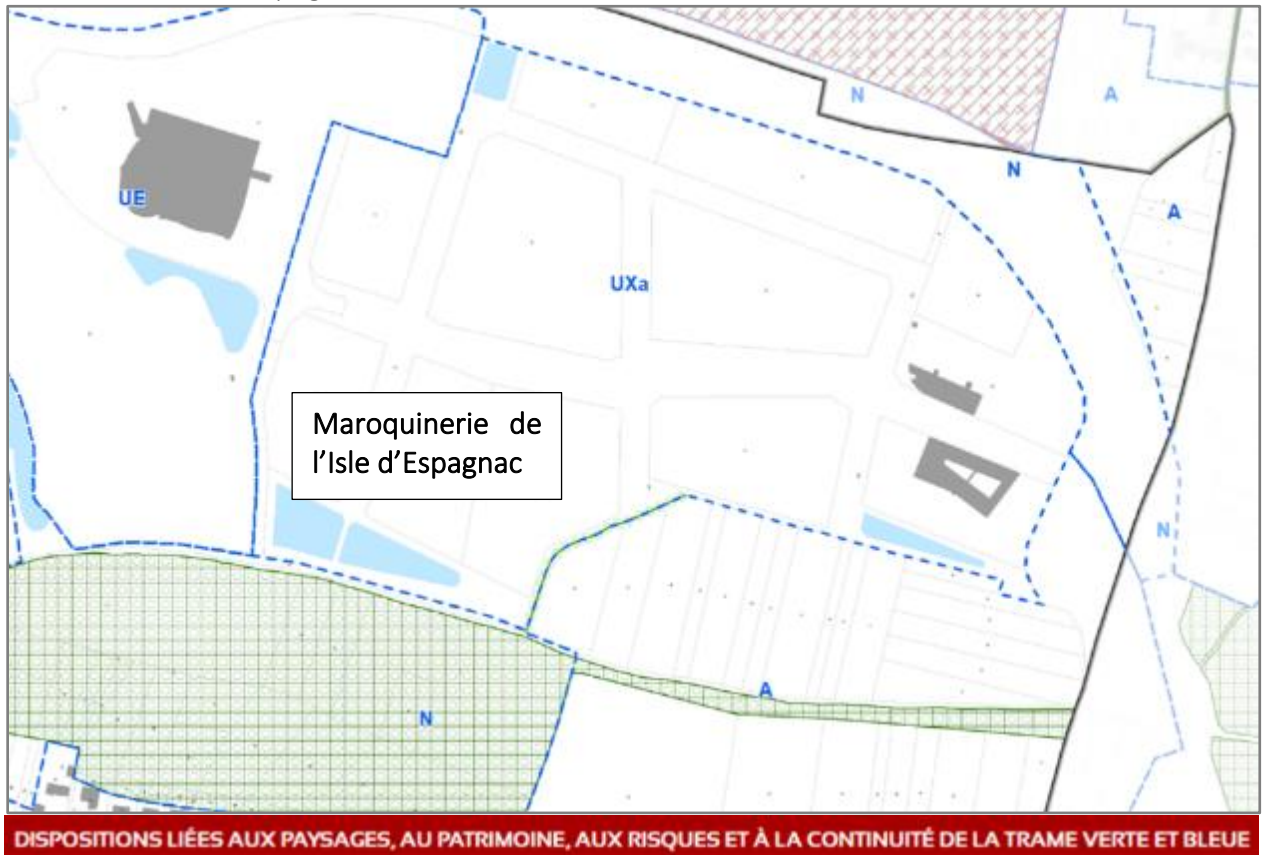 N
A
N
A
UE
UXa
Maroquinerie de
l'Isle d'Espagnac
N
A
N
DISPOSITIONS LIÉES AUX PAYSAGES, AU PATRIMOINE, AUX RISQUES ET À LA CONTINUITÉ DE LA TRAME VERTE ET BLEUE